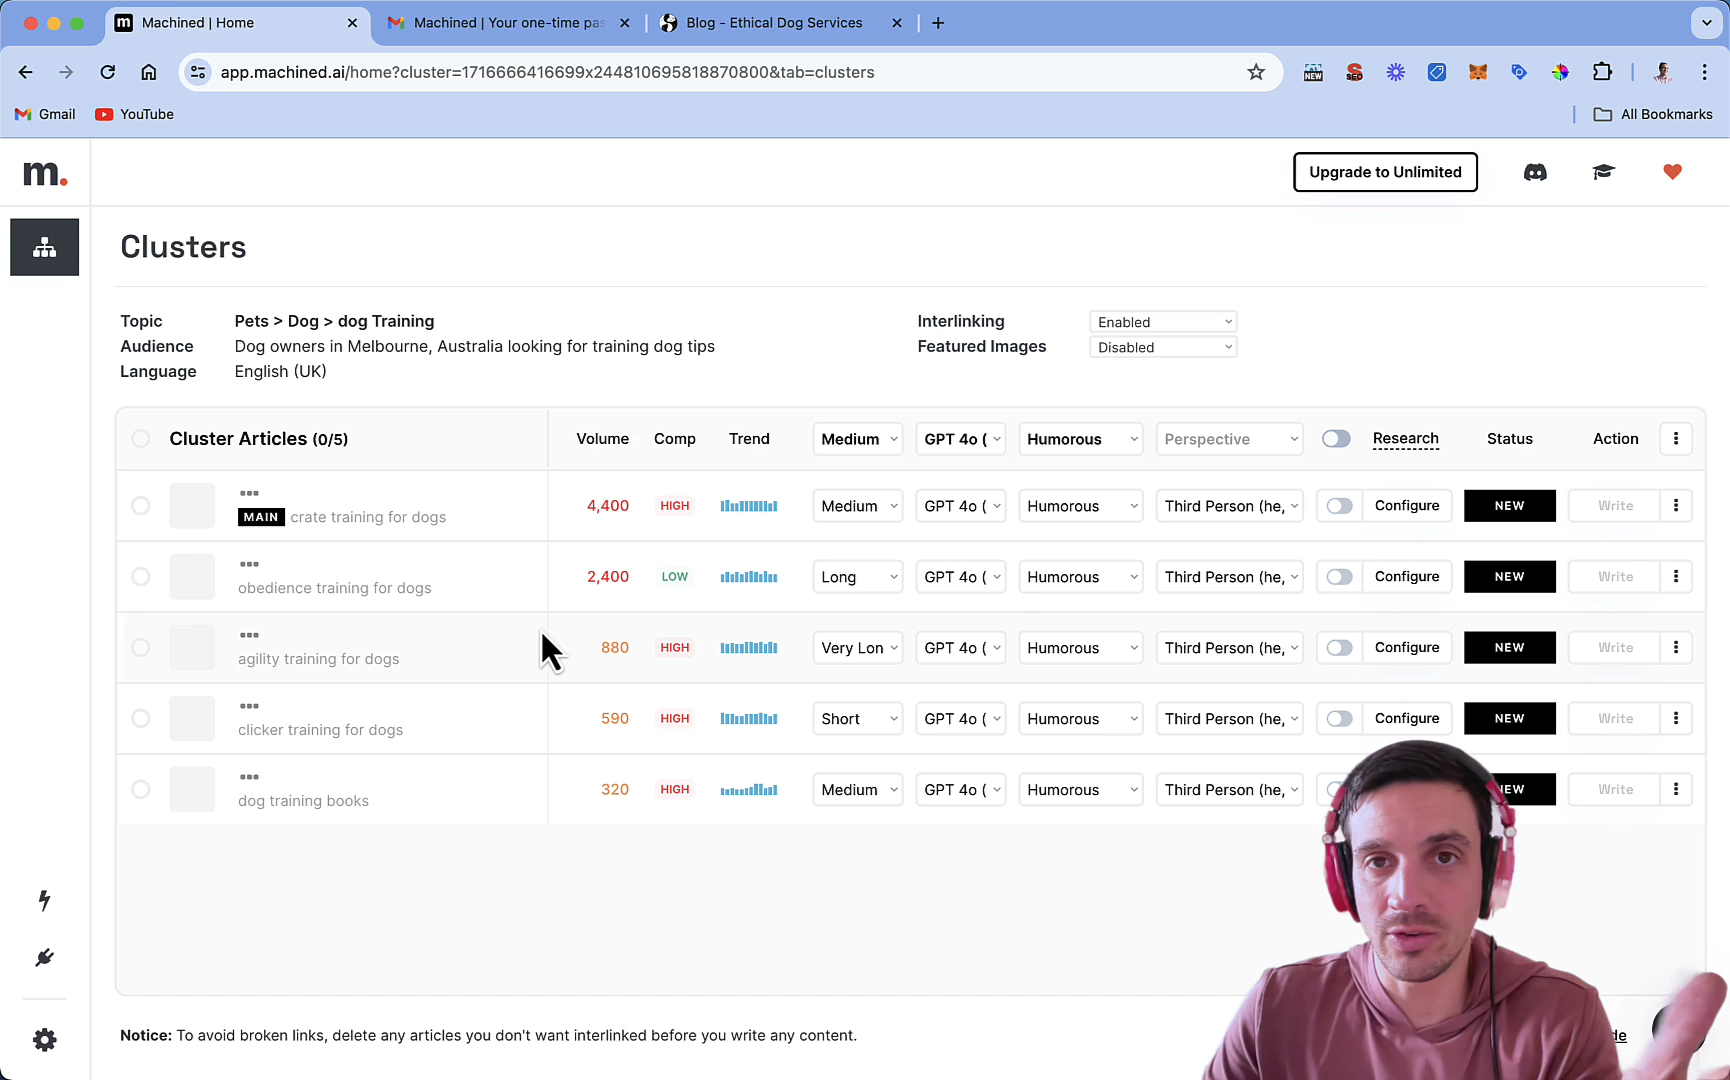 Machined | Home
Machined | Your one-time pas
Blog - Ethical Dog Services
app.machined.ai/home?cluster=1716666416699x244810695818870800&tab=clusters
NEW
SEO
Gmail
YouTube
All Bookmarks
m.
Upgrade to Unlimited
Clusters
Topic Pets > Dog > dog Training
Audience Dog owners in Melbourne, Australia looking for training dog tips
Language English (UK)
Interlinking Enabled
Featured Images Disabled
Cluster Articles (0/5) Volume Comp Trend Medium GPT 4o ( Humorous Perspective Research Status Action
MAIN crate training for dogs 4,400 HIGH Medium GPT 4o ( Humorous Third Person (he, Configure NEW Write
obedience training for dogs 2,400 LOW Long GPT 4o ( Humorous Third Person (he, Configure NEW Write
agility training for dogs 880 HIGH Very Lon GPT 4o ( Humorous Third Person (he, Configure NEW Write
clicker training for dogs 590 HIGH Short GPT 4o ( Humorous Third Person (he, Configure NEW Write
dog training books 320 HIGH Medium GPT 4o ( Humorous Third Person (he, EW Write
Notice: To avoid broken links, delete any articles you don't want interlinked before you write any content.
de